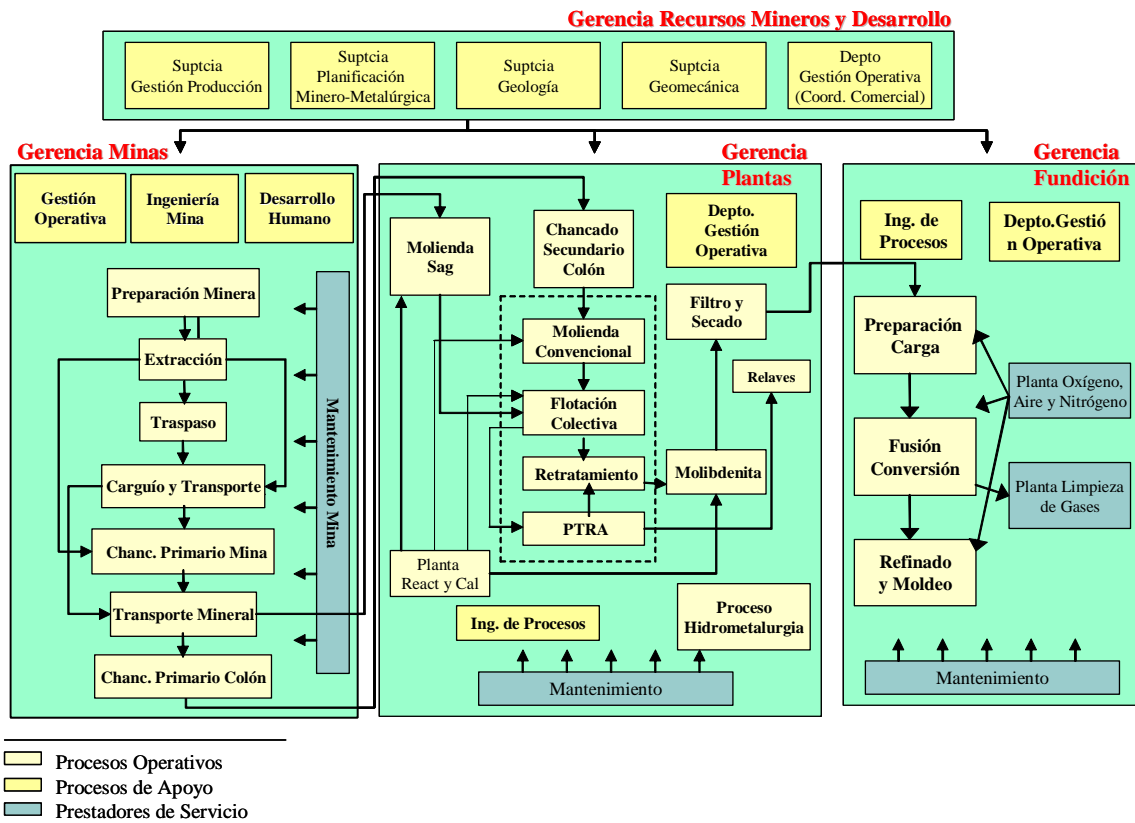 Gerencia Recursos Mineros y Desarrollo
Suptcia
Gestión Producción
Suptcia
Planificación
Minero-Metalúrgica
Suptcia
Geología
Suptcia
Geomecánica
Depto
Gestión Operativa
(Coord. Comercial)
Gerencia Minas
Gestión
Operativa
Ingeniería
Mina
Desarrollo
Humano
Preparación Minera
Extracción
Traspaso
Carguío y Transporte
Chanc. Primario Mina
Transporte Mineral
Chanc. Primario Colón
Mantenimiento Mina
Gerencia
Plantas
Molienda
Sag
Chancado
Secundario
Colón
Depto.
Gestión
Operativa
Molienda
Convencional
Filtro y
Secado
Flotación
Colectiva
Relaves
Retratamiento
Molibdenita
PTRA
Planta
React y Cal
Ing. de Procesos
Proceso
Hidrometalurgia
Mantenimiento
Gerencia
Fundición
Ing. de
Procesos
Depto.Gestió
n Operativa
Preparación
Carga
Planta Oxígeno,
Aire y Nitrógeno
Fusión
Conversión
Planta Limpieza
de Gases
Refinado
y Moldeo
Mantenimiento
Procesos Operativos
Procesos de Apoyo
Prestadores de Servicio